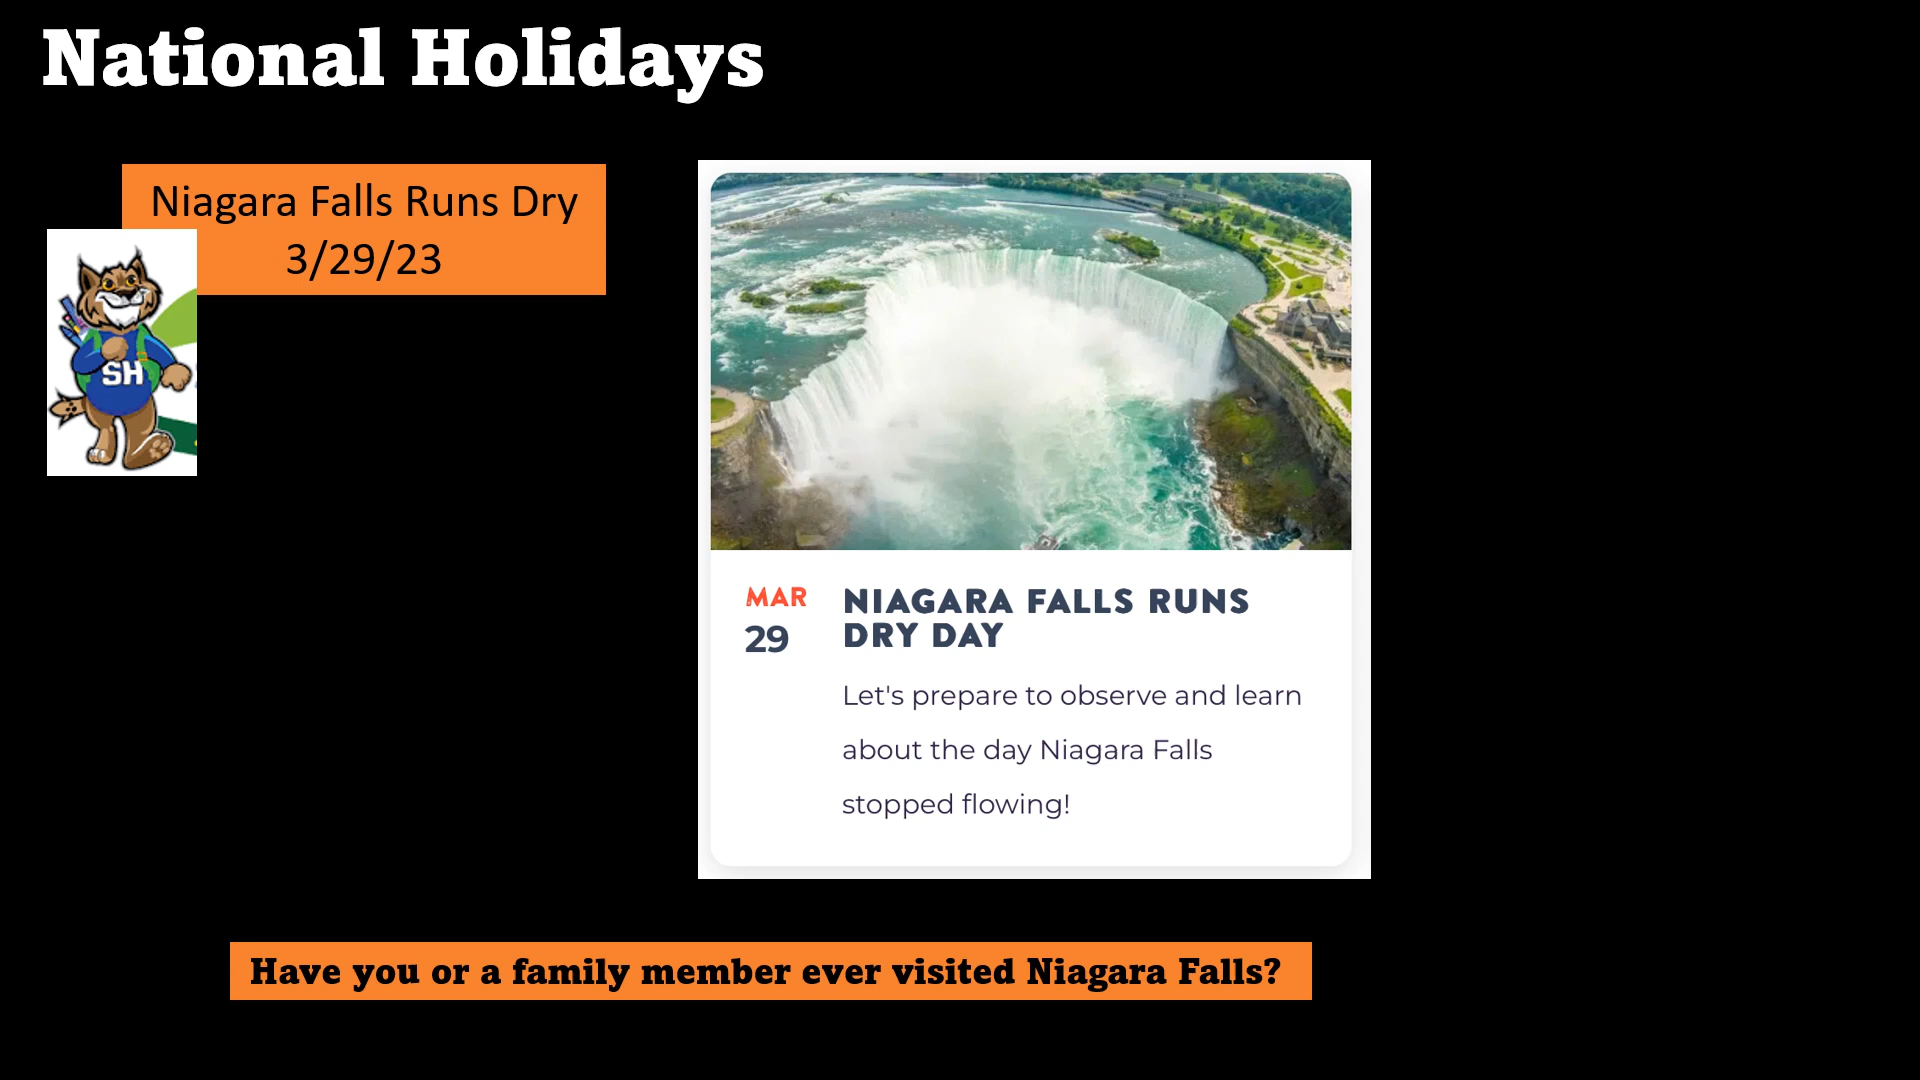 National Holidays
Niagara Falls Runs Dry
3/29/23
SH
MAR
29
NIAGARA FALLS RUNS
DRY DAY
Let's prepare to observe and learn
about the day Niagara Falls
stopped flowing!
Have you or a family member ever visited Niagara Falls?